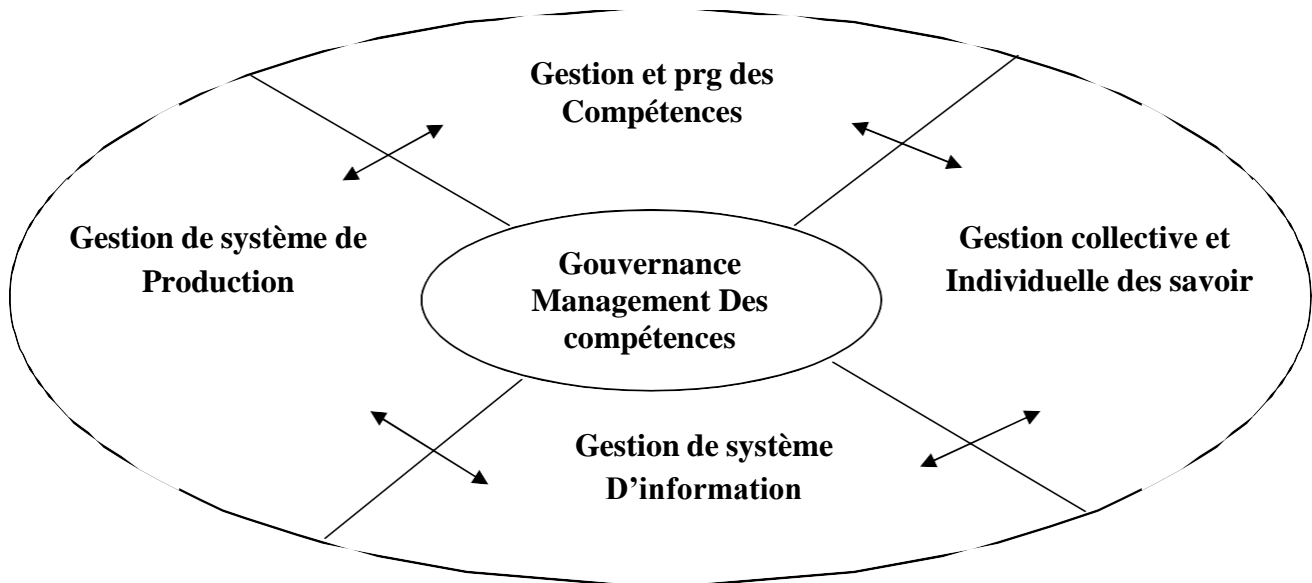 Gestion et prg des
Compétences
Gestion de système de
Production
Gouvernance
Management Des
compétences
Gestion collective et
Individuelle des savoir
Gestion de système
D’information